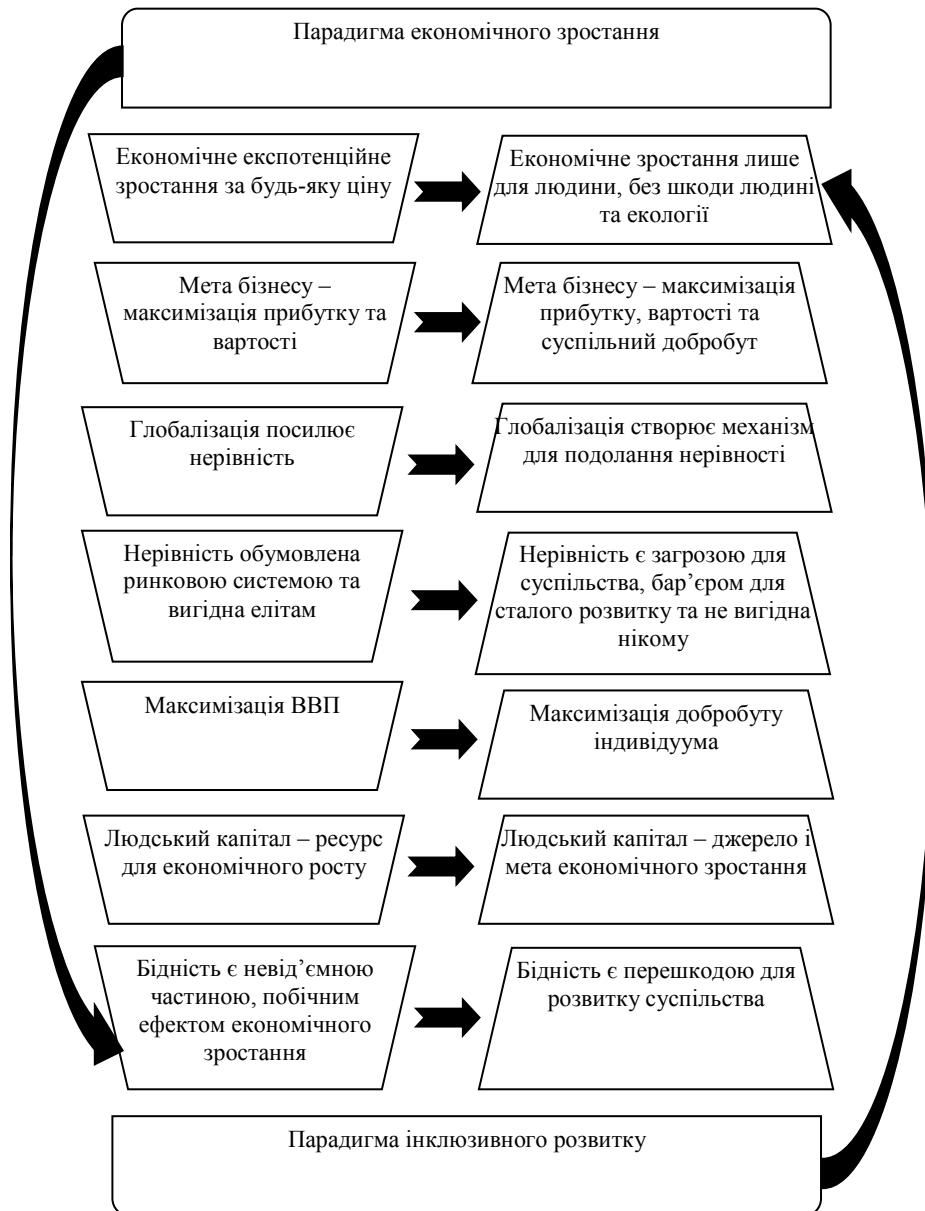 Парадигма економічного зростання
Економічне експотенційне
зростання за будь-яку ціну
Економічне зростання лише
для людини, без шкоди людині
та екології
Мета бізнесу –
максимізація прибутку та
вартості
Мета бізнесу – максимізація
прибутку, вартості та
суспільний добробут
Глобалізація посилює
нерівність
Глобалізація створює механізм
для подолання нерівності
Нерівність обумовлена
ринковою системою та
вигідна елітам
Нерівність є загрозою для
суспільства, бар’єром для
сталого розвитку та не вигідна
нікому
Максимізація ВВП
Максимізація добробуту
індивідуума
Людський капітал – ресурс
для економічного росту
Людський капітал – джерело і
мета економічного зростання
Бідність є невід’ємною
частиною, побічним
ефектом економічного
зростання
Бідність є перешкодою для
розвитку суспільства
Парадигма інклюзивного розвитку